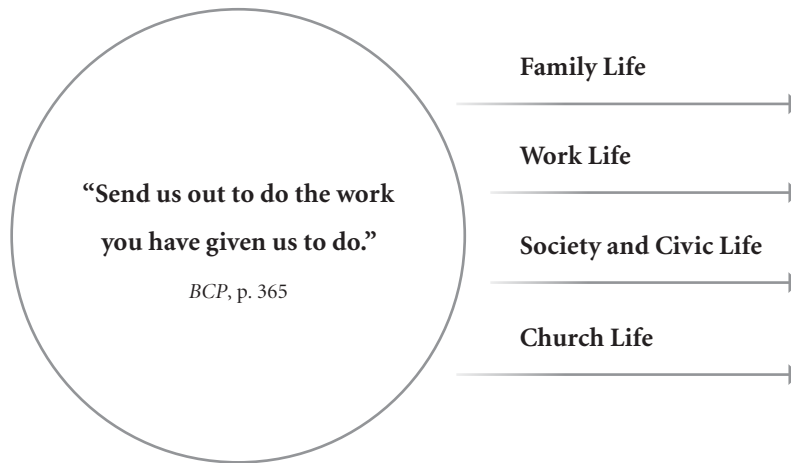 “Send us out to do the work
you have given us to do.”
BCP, p. 365
Family Life
Work Life
Society and Civic Life
Church Life